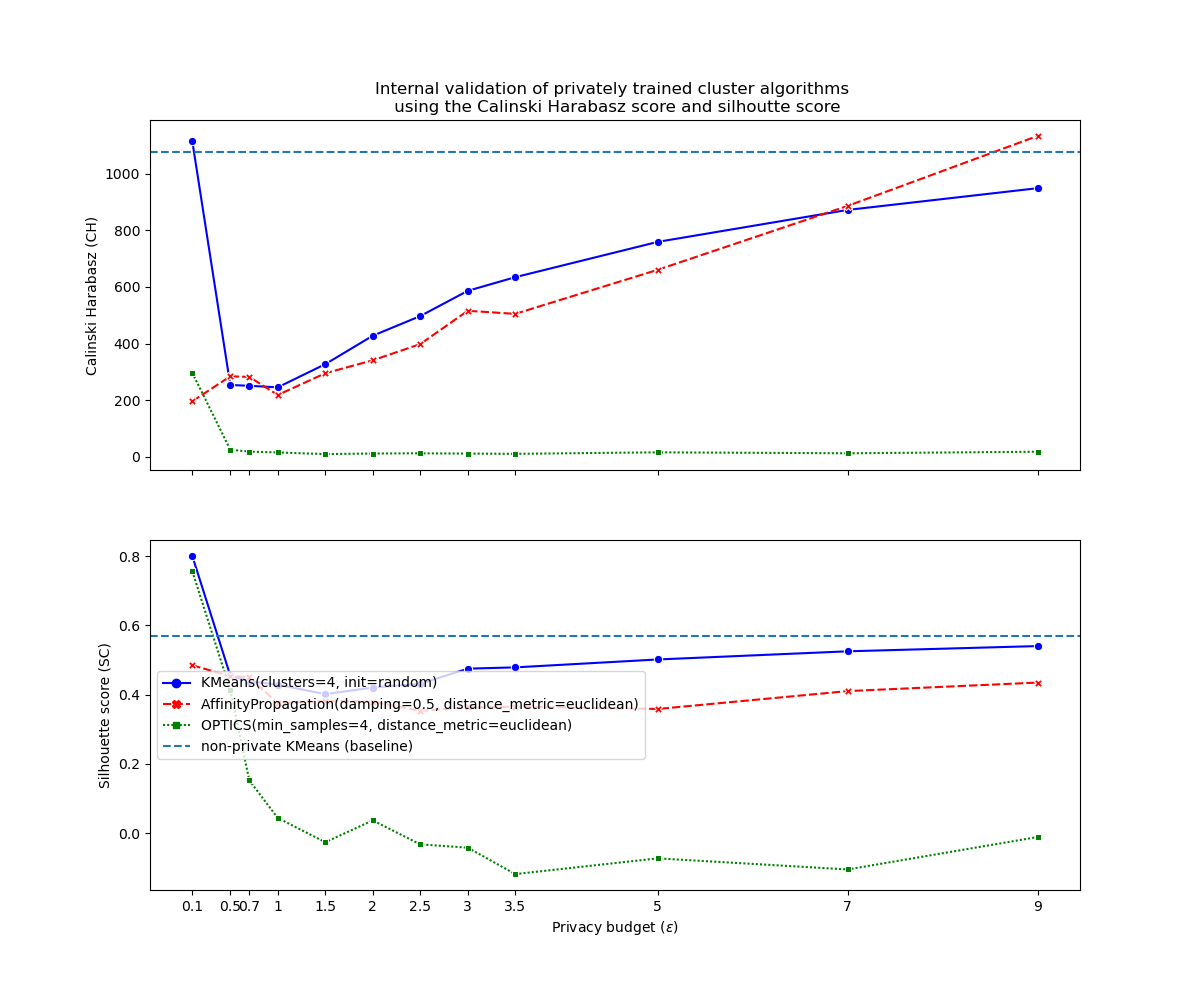 Internal validation of privately trained cluster algorithms
using the Calinski Harabasz score and silhoutte score
Calinski Harabasz (CH)
1000
800
600
400
200
0
Silhouette score (SC)
0.8
0.6
0.4
0.2
0.0
KMeans(clusters=4, init=random)
AffinityPropagation(damping=0.5, distance_metric=euclidean)
OPTICS(min_samples=4, distance_metric=euclidean)
non-private KMeans (baseline)
0.1 0.5 0.7 1 1.5 2 2.5 3 3.5 5 7 9
Privacy budget (ε)